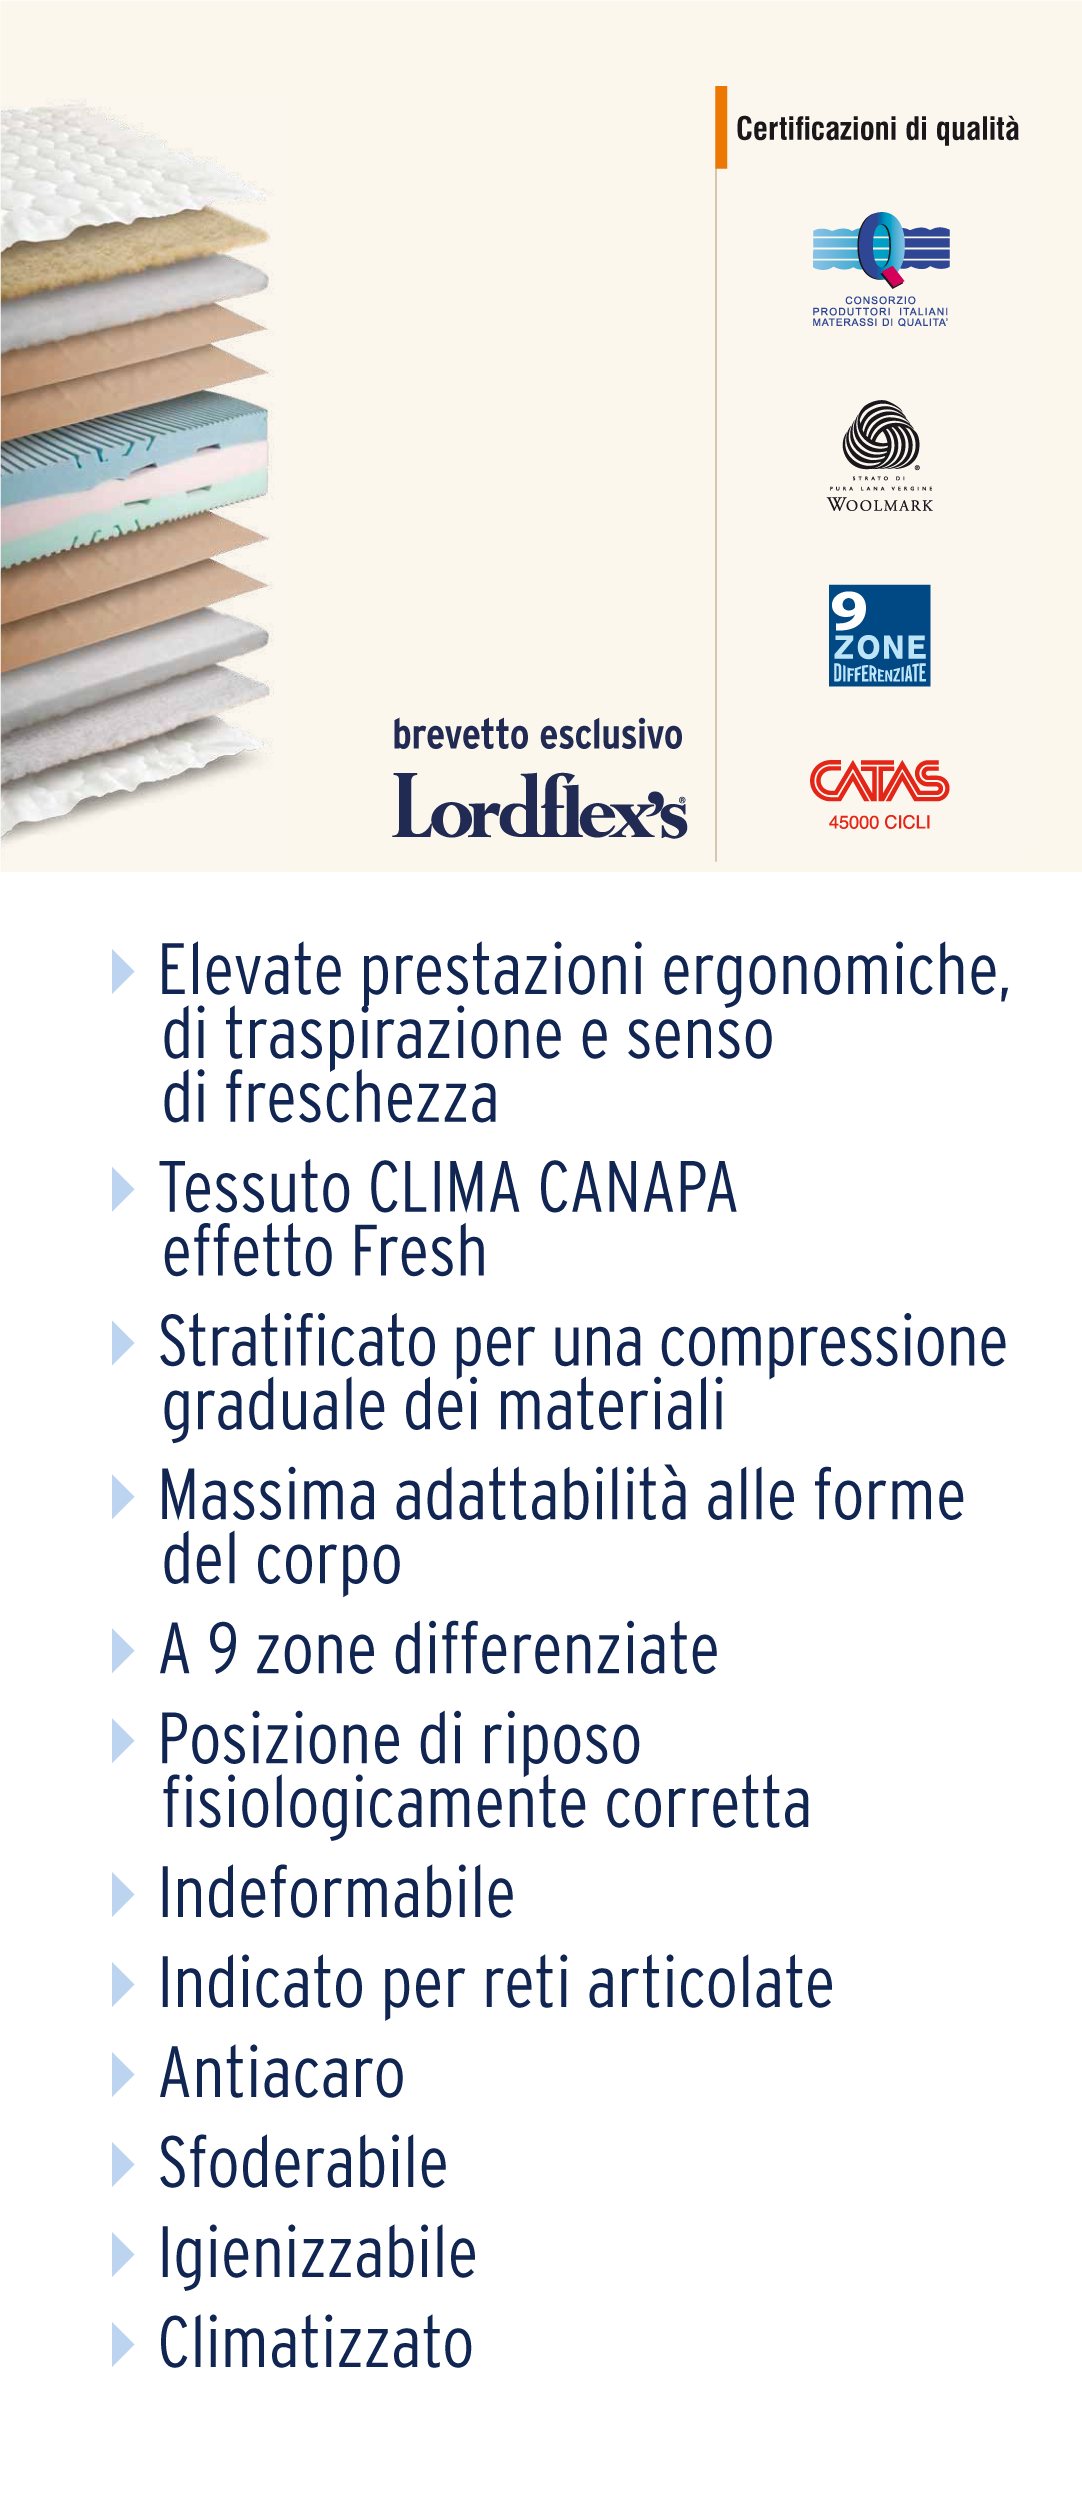 Certificazioni di qualità
CONSORZIO
PRODUTTORI ITALIANI
MATERASSI DI QUALITA'
STRATO DI
PURA LANA VERGINE
WOOLMARK
9
ZONE
DIFFERENZIATE
CATAS
45000 CICLI
brevetto esclusivo
Lordflex's®
Elevate prestazioni ergonomiche,
di traspirazione e senso
di freschezza
Tessuto CLIMA CANAPA
effetto Fresh
Stratificato per una compressione
graduale dei materiali
Massima adattabilità alle forme
del corpo
A 9 zone differenziate
Posizione di riposo
fisiologicamente corretta
Indeformabile
Indicato per reti articolate
Antiacaro
Sfoderabile
Igienizzabile
Climatizzato